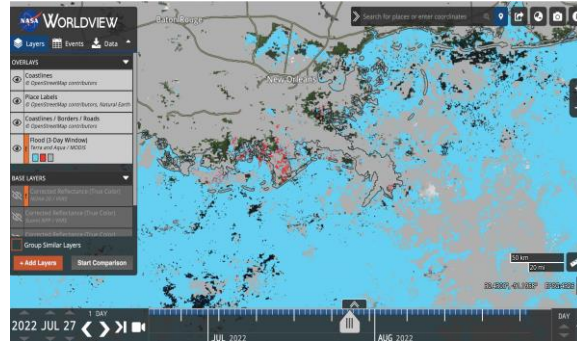 NASA WORLDVIEW
Layers Events Data
OVERLAYS
Coastlines
© OpenStreetMap contributors
Place Labels
© OpenStreetMap contributors, Natural Earth
Coastlines / Borders / Roads
© OpenStreetMap contributors
Flood (3-Day Window)
Terra and Aqua / MODIS
BASE LAYERS
Corrected Reflectance (True Color)
Corrected Reflectance (True Color)
Corrected Reflectance (True Color)
Group Similar Layers
+ Add Layers Start Comparison
Baton Rouge
New Orleans
Search for places or enter coordinates
50 km
20 mi
1 DAY
2022 JUL 27
JUL 2022
AUG 2022
DAY